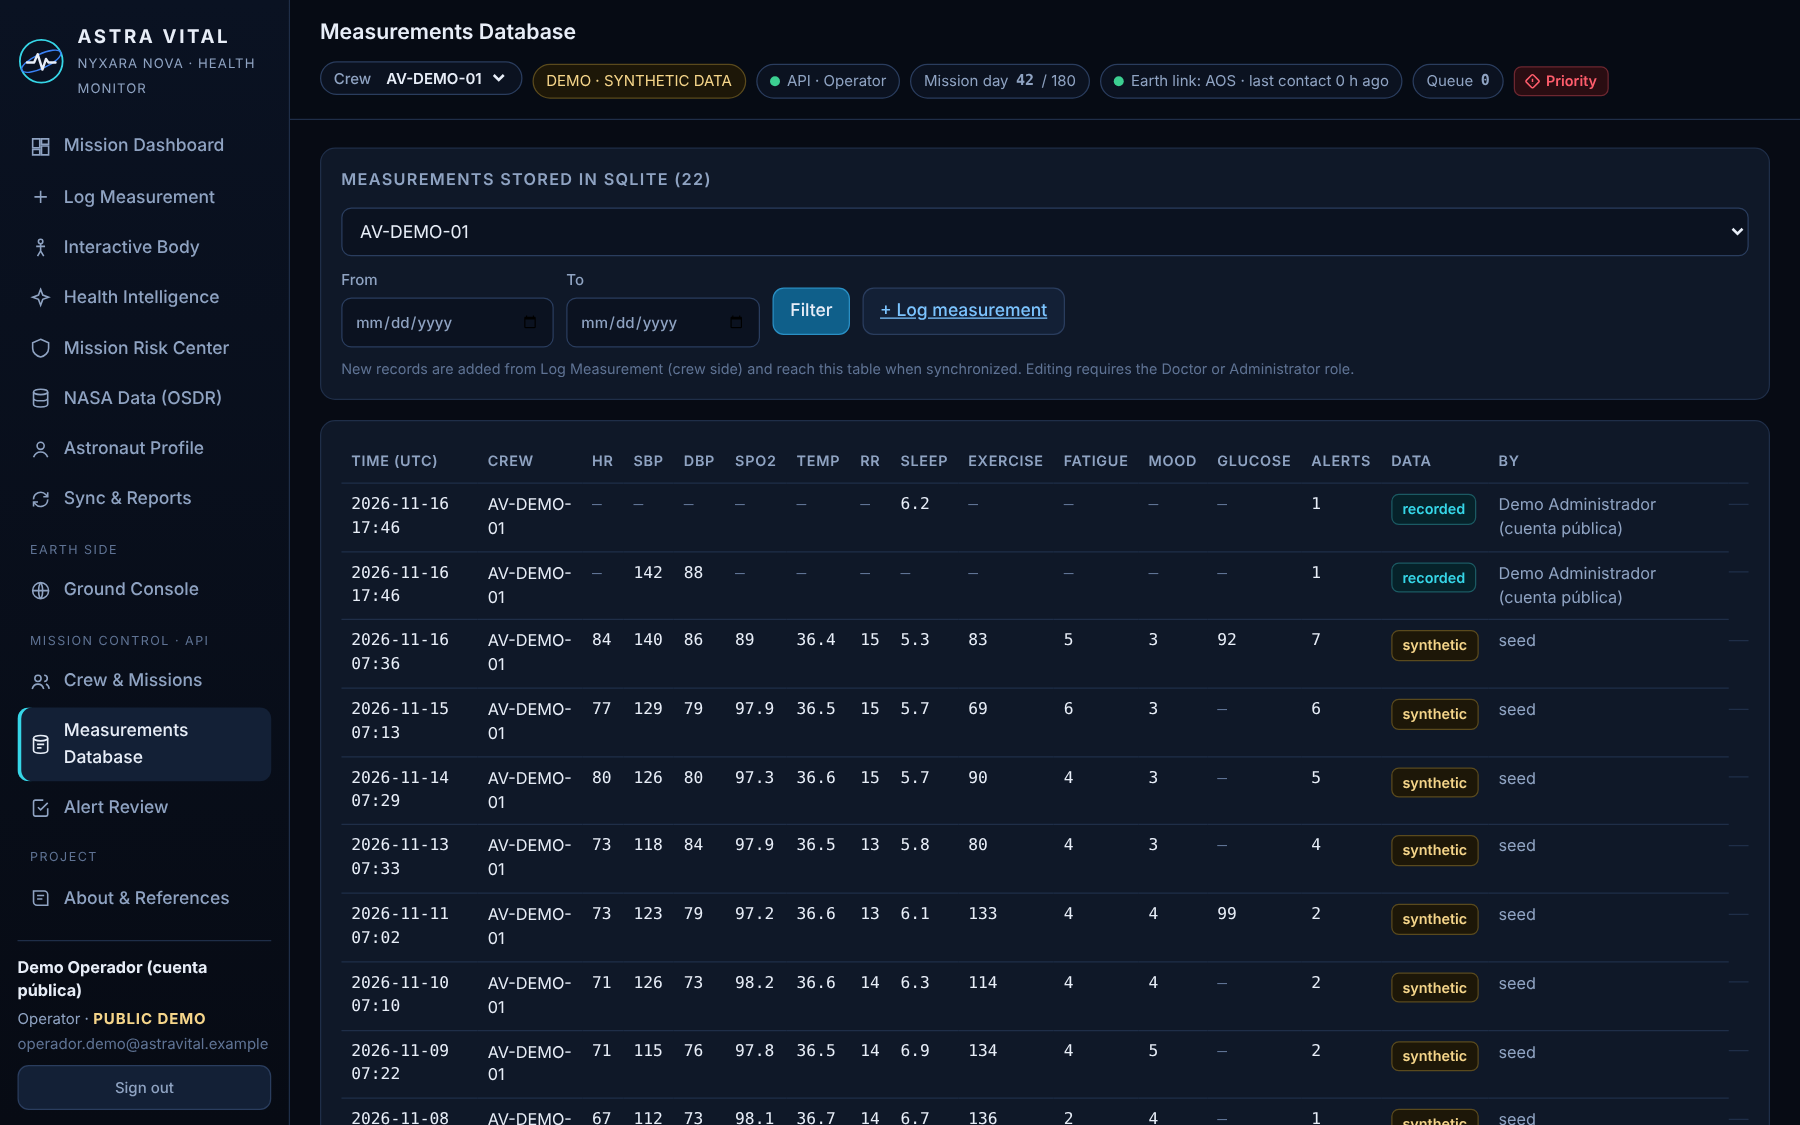 ASTRA VITAL
NYXARA NOVA · HEALTH
MONITOR
Mission Dashboard
Log Measurement
Interactive Body
Health Intelligence
Mission Risk Center
NASA Data (OSDR)
Astronaut Profile
Sync & Reports
EARTH SIDE
Ground Console
MISSION CONTROL · API
Crew & Missions
Measurements
Database
Alert Review
PROJECT
About & References
Demo Operador (cuenta
pública)
Operator · PUBLIC DEMO
operador.demo@astravital.example
Sign out
Measurements Database
Crew AV-DEMO-01 DEMO · SYNTHETIC DATA API · Operator Mission day 42 / 180 Earth link: AOS · last contact 0 h ago Queue 0 Priority
MEASUREMENTS STORED IN SQLITE (22)
AV-DEMO-01
From To
mm/dd/yyyy mm/dd/yyyy Filter + Log measurement
New records are added from Log Measurement (crew side) and reach this table when synchronized. Editing requires the Doctor or Administrator role.
TIME (UTC) CREW HR SBP DBP SPO2 TEMP RR SLEEP EXERCISE FATIGUE MOOD GLUCOSE ALERTS DATA BY
2026-11-16 AV-DEMO- — — — — — — 6.2 — — — — 1 recorded Demo Administrador —
17:46 01 (cuenta pública)
2026-11-16 AV-DEMO- — 142 88 — — — — — — — — 1 recorded Demo Administrador —
17:46 01 (cuenta pública)
2026-11-16 AV-DEMO- 84 140 86 89 36.4 15 5.3 83 5 3 92 7 synthetic seed —
07:36 01
2026-11-15 AV-DEMO- 77 129 79 97.9 36.5 15 5.7 69 6 3 — 6 synthetic seed —
07:13 01
2026-11-14 AV-DEMO- 80 126 80 97.3 36.6 15 5.7 90 4 3 — 5 synthetic seed —
07:29 01
2026-11-13 AV-DEMO- 73 118 84 97.9 36.5 13 5.8 80 4 3 — 4 synthetic seed —
07:33 01
2026-11-11 AV-DEMO- 73 123 79 97.2 36.6 13 6.1 133 4 4 99 2 synthetic seed —
07:02 01
2026-11-10 AV-DEMO- 71 126 73 98.2 36.6 14 6.3 114 4 4 — 2 synthetic seed —
07:10 01
2026-11-09 AV-DEMO- 71 115 76 97.8 36.5 14 6.9 134 4 5 — 2 synthetic seed —
07:22 01
2026-11-08 AV-DEMO- 67 112 73 98.1 36.7 14 6.7 136 2 4 — 1 synthetic seed —